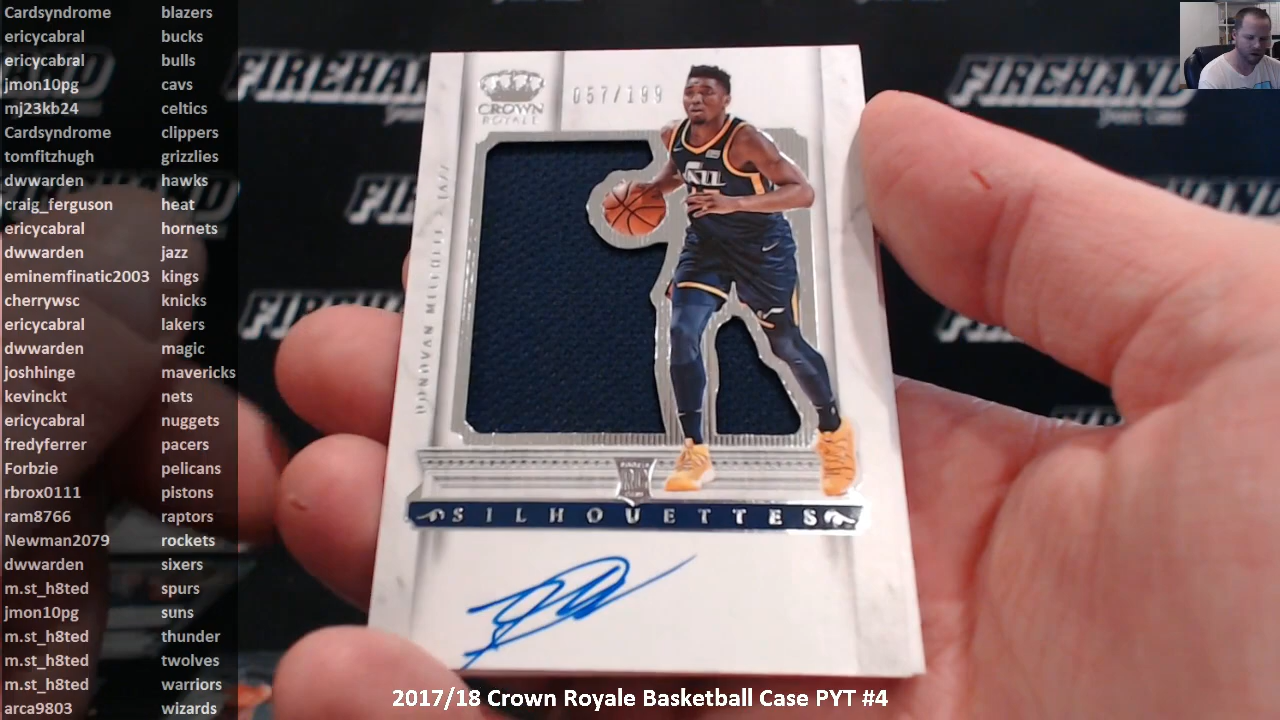 Cardsyndrome blazers
ericycabral bucks
ericycabral bulls
jmon10pg cavs
mj23kb24 celtics
Cardsyndrome clippers
tomfitzhugh grizzlies
dwwarden hawks
craig_ferguson heat
ericycabral hornets
dwwarden jazz
eminemfinatic2003 kings
cherrywsc knicks
ericycabral lakers
dwwarden magic
joshhinge mavericks
kevinckt nets
ericycabral nuggets
fredyferrer pacers
Forbzie pelicans
rbrox0111 pistons
ram8766 raptors
Newman2079 rockets
dwwarden sixers
m.st_h8ted spurs
jmon10pg suns
m.st_h8ted thunder
m.st_h8ted twolves
m.st_h8ted warriors
arca9803 wizards
FIREHAND
FIREHAND
CROWN
ROYALE
057/199
DONOVAN MITCHELL
SILHOUETTES
2017/18 Crown Royale Basketball Case PYT #4